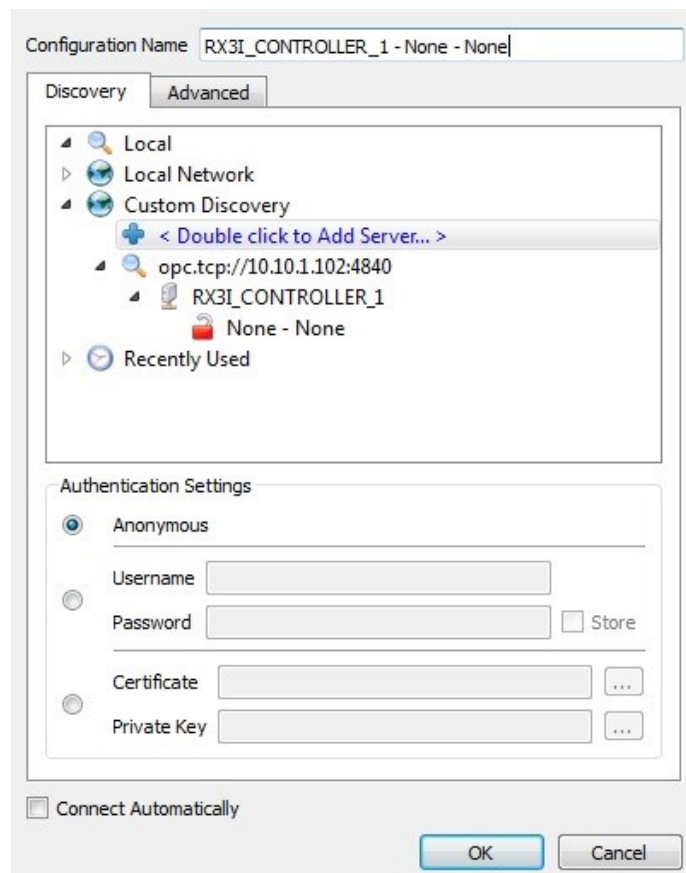 Configuration Name RX3I_CONTROLLER_1 - None - None
Discovery Advanced
Local
Local Network
Custom Discovery
< Double click to Add Server... >
opc.tcp://10.10.1.102:4840
RX3I_CONTROLLER_1
None - None
Recently Used
Authentication Settings
Anonymous
Username
Password Store
Certificate ...
Private Key ...
Connect Automatically
OK Cancel